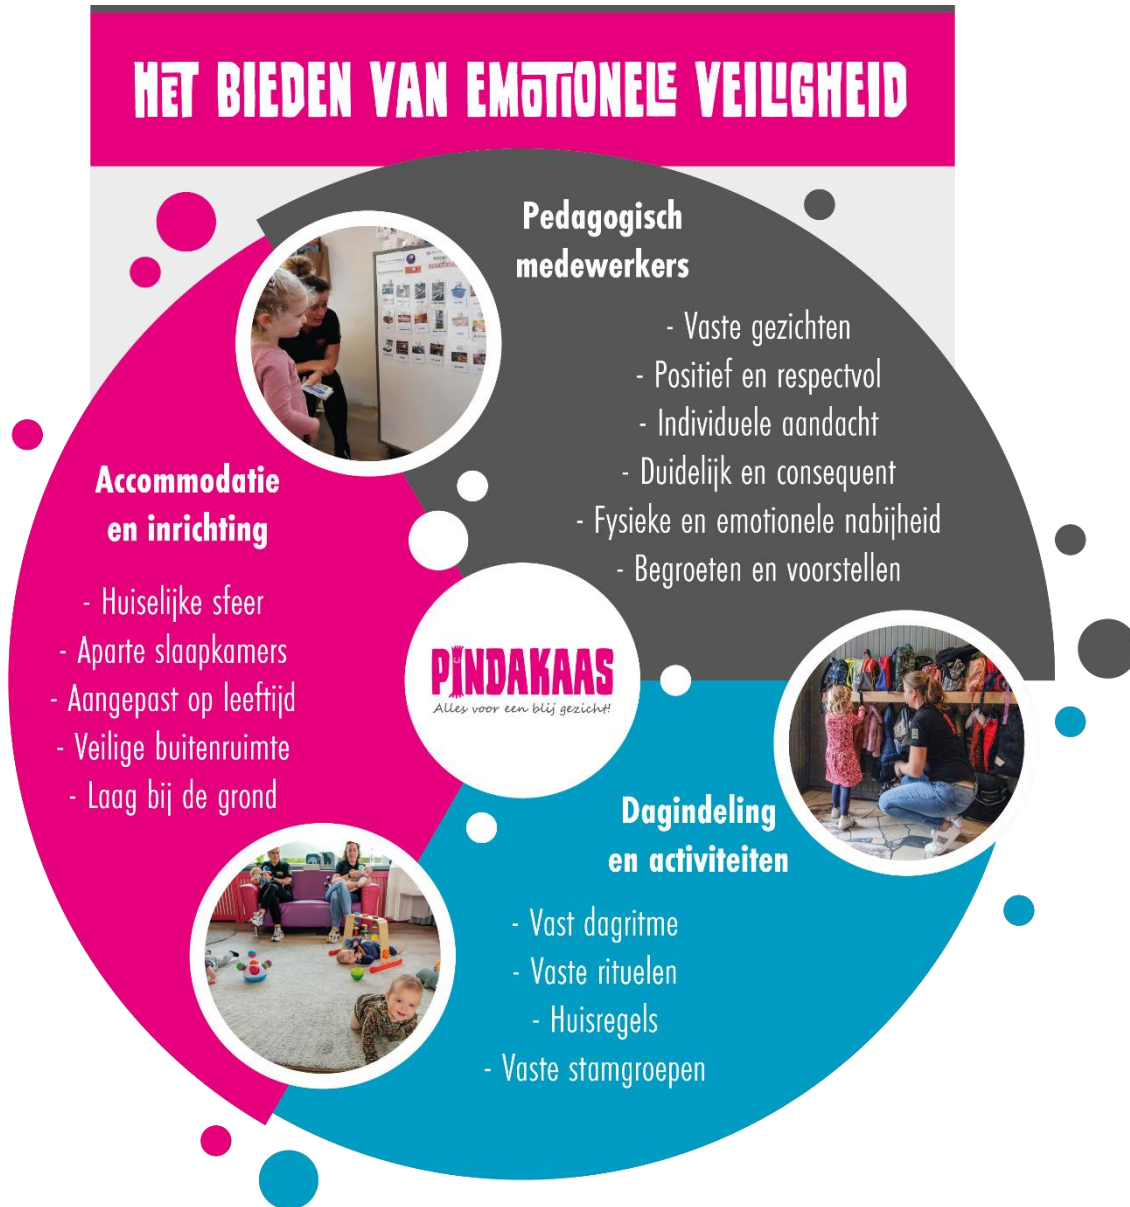 HET BIEDEN VAN EMOTIONELE VEILIGHEID
Pedagogisch
medewerkers
- Vaste gezichten
- Positief en respectvol
- Individuele aandacht
- Duidelijk en consequent
- Fysieke en emotionele nabijheid
- Begroeten en voorstellen
Accommodatie
en inrichting
- Huiselijke sfeer
- Aparte slaapkamers
- Aangepast op leeftijd
- Veilige buitenruimte
- Laag bij de grond
PINDAKAAS
Alles voor een blij gezicht!
Dagindeling
en activiteiten
- Vast dagritme
- Vaste rituelen
- Huisregels
- Vaste stamgroepen